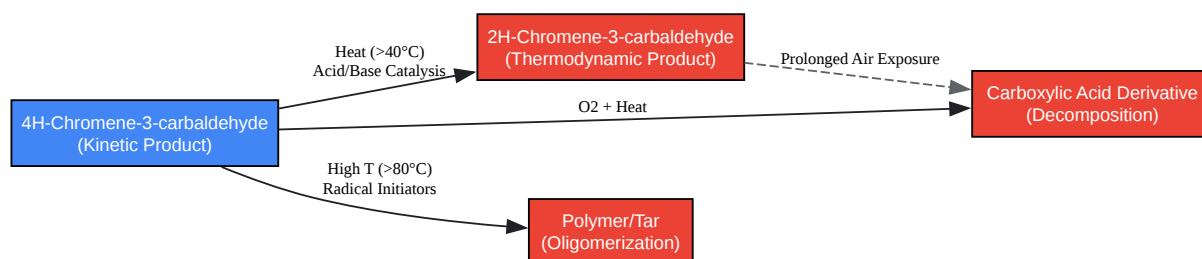 2H-Chromene-3-carbaldehyde
(Thermodynamic Product)
Heat (>40°C)
Acid/Base Catalysis
Prolonged Air Exposure
Carboxylic Acid Derivative
(Decomposition)
4H-Chromene-3-carbaldehyde
(Kinetic Product)
O2 + Heat
High T (>80°C)
Radical Initiators
Polymer/Tar
(Oligomerization)